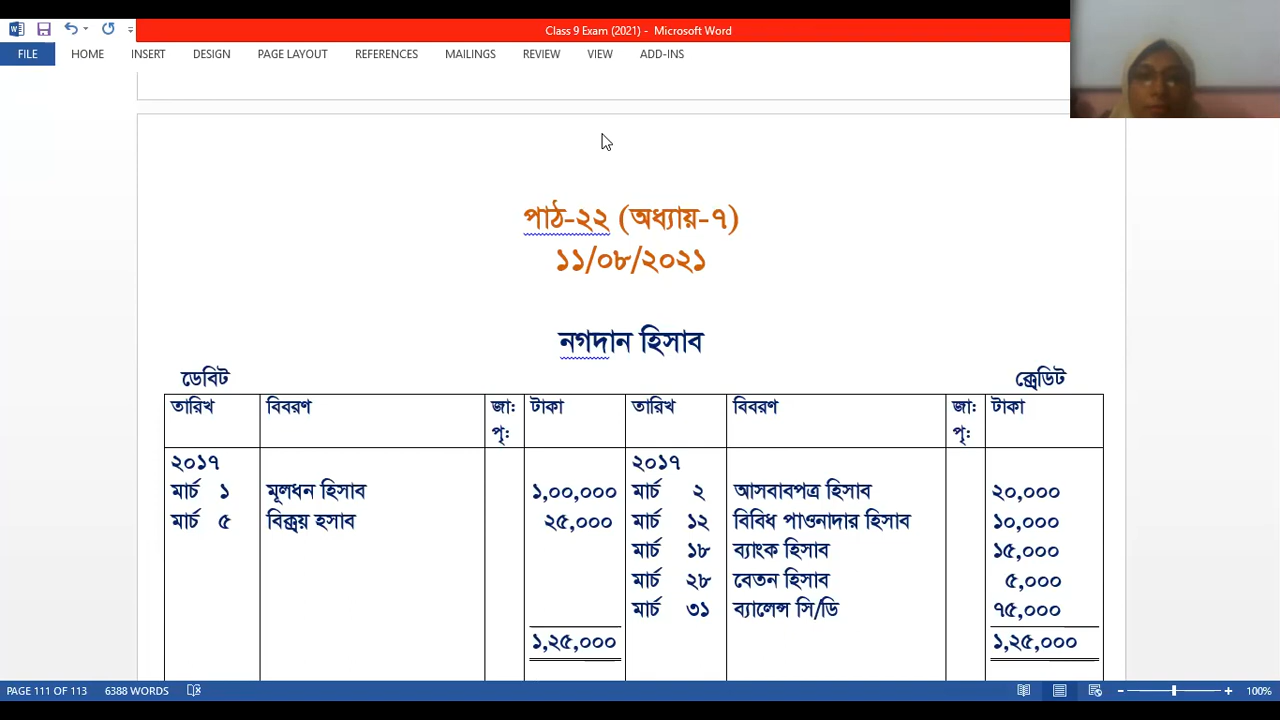 Class 9 Exam (2021) - Microsoft Word
FILE HOME INSERT DESIGN PAGE LAYOUT REFERENCES MAILINGS REVIEW VIEW ADD-INS
পাঠ-২২ (অধ্যায়-৭)
১১/০৮/২০২১
নগদান হিসাব
ডেবিট ক্রেডিট
তারিখ বিবরণ জা: টাকা তারিখ বিবরণ জা: টাকা
পৃ: পৃ:
২০১৭ ২০১৭
মার্চ ১ মূলধন হিসাব ১,০০,০০০ মার্চ ২ আসবাবপত্র হিসাব ২০,০০০
মার্চ ৫ বিক্রয় হসাব ২৫,০০০ মার্চ ১২ বিবিধ পাওনাদার হিসাব ১০,০০০
মার্চ ১৮ ব্যাংক হিসাব ১৫,০০০
মার্চ ২৮ বেতন হিসাব ৫,০০০
মার্চ ৩১ ব্যালেন্স সি/ডি ৭৫,০০০
১,২৫,০০০ ১,২৫,০০০
PAGE 111 OF 113 6388 WORDS 100%